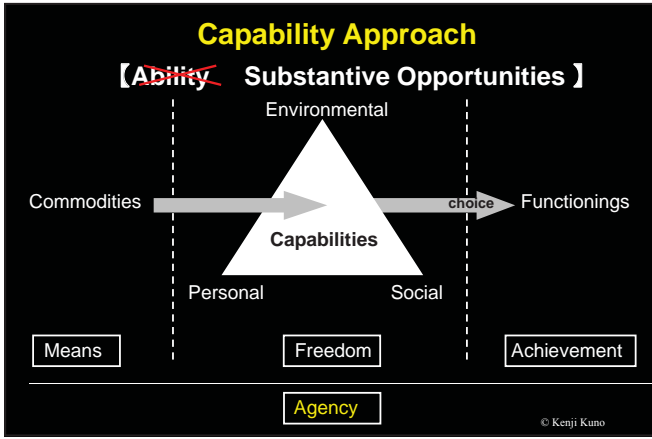 Capability Approach
【Ability Substantive Opportunities 】
Environmental
Commodities
choice
Functionings
Capabilities
Personal
Social
Means
Freedom
Achievement
Agency
© Kenji Kuno